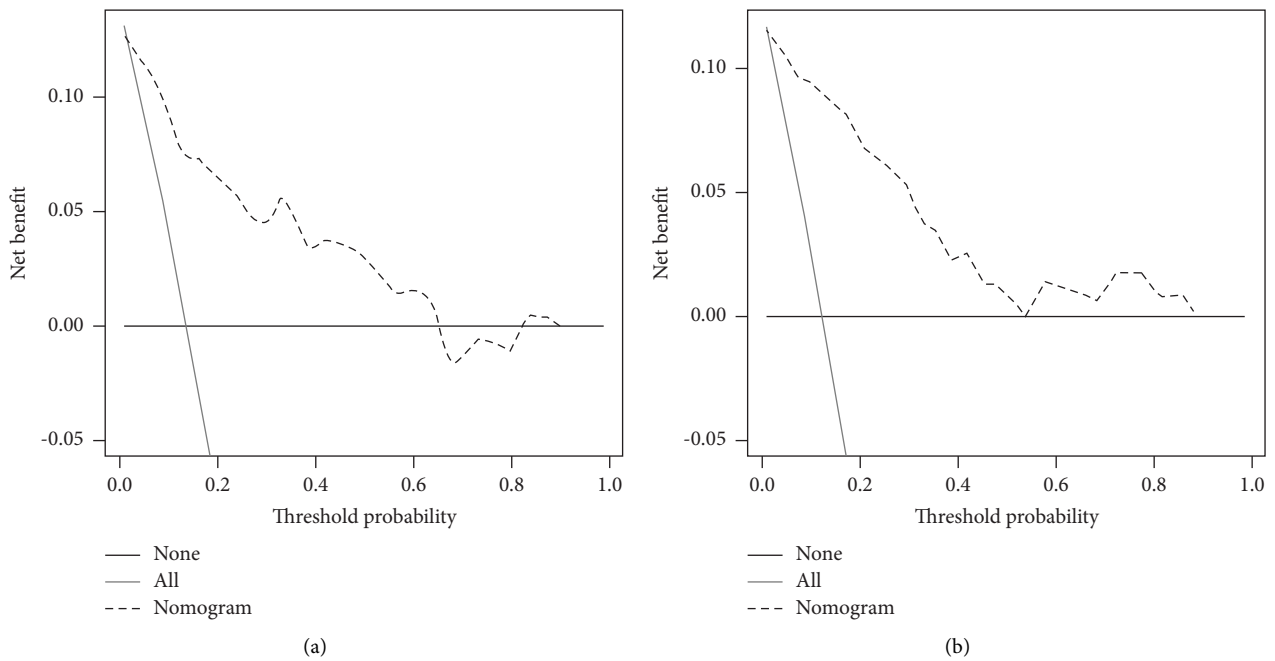 Net benefit
0.10
0.05
0.00
-0.05
0.0 0.2 0.4 0.6 0.8 1.0
Threshold probability
None
All
Nomogram
(a)
Net benefit
0.10
0.05
0.00
-0.05
0.0 0.2 0.4 0.6 0.8 1.0
Threshold probability
None
All
Nomogram
(b)